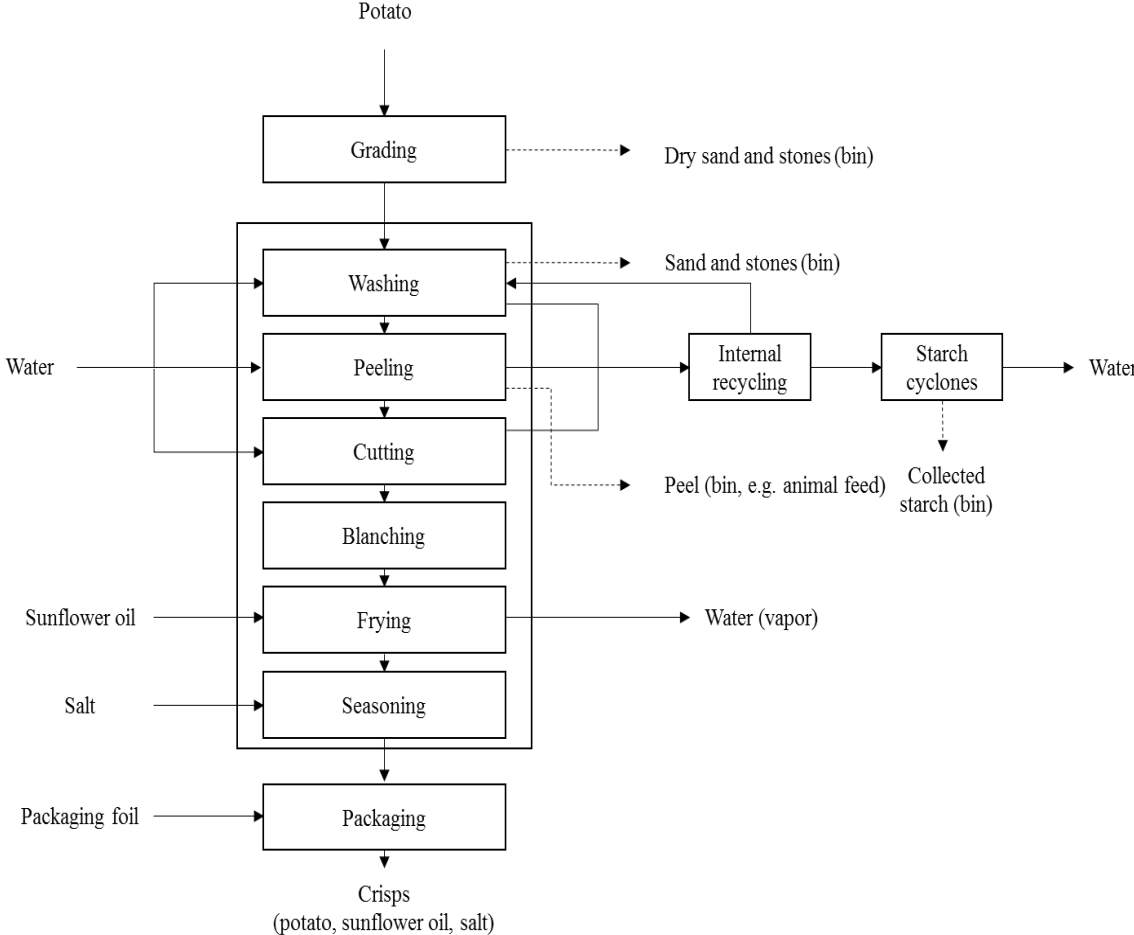 Potato
Grading
Dry sand and stones (bin)
Washing
Sand and stones (bin)
Water
Peeling
Internal
recycling
Starch
cyclones
Water
Cutting
Peel (bin, e.g. animal feed)
Collected
starch (bin)
Blanching
Sunflower oil
Frying
Water (vapor)
Salt
Seasoning
Packaging foil
Packaging
Crisps
(potato, sunflower oil, salt)